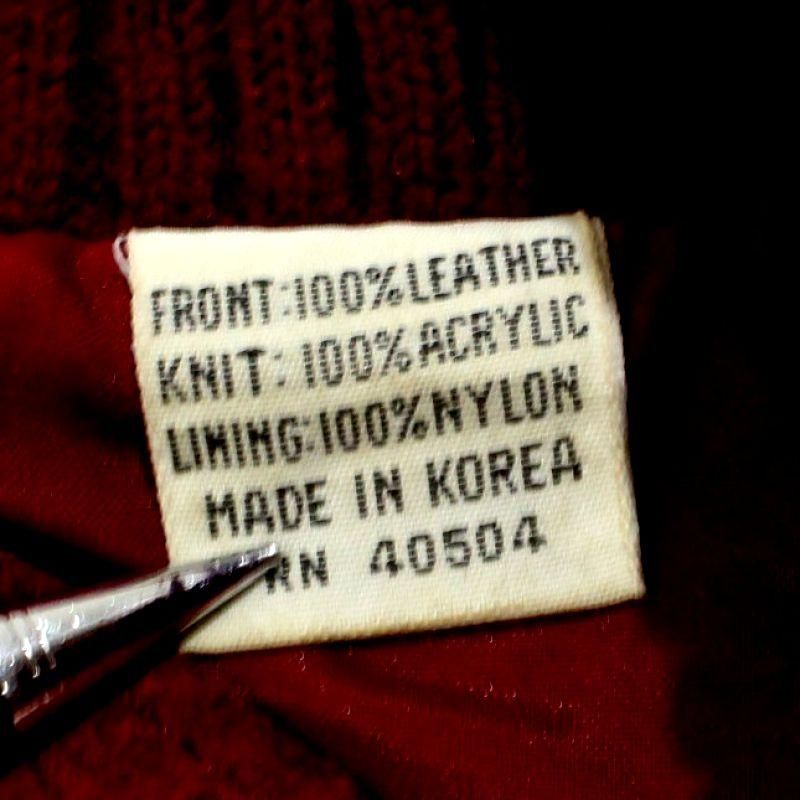 FRONT:100%LEATHER
KNIT: 100%ACRYLIC
LINING:100%NYLON
MADE IN KOREA
RN 40504